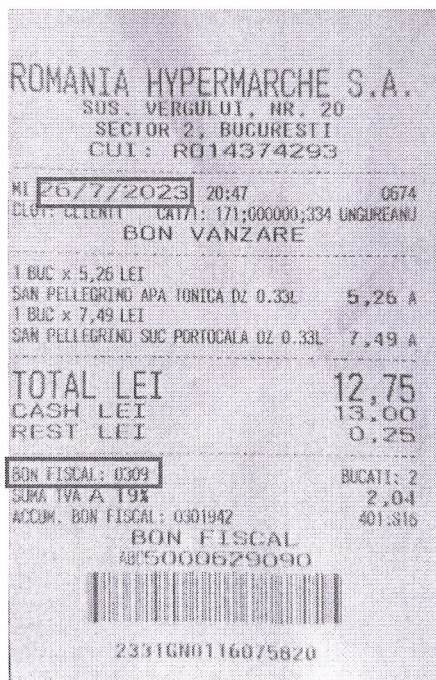 ROMANIA HYPERMARCHE S.A.
SOS. VERGULUI, NR. 20
SECTOR 2, BUCURESTI
CUI: RO14374293
MI 26/7/2023 20:47 0674
CLOT: CLIENTI CAT71: 171;000000;334 UNGUREANU
BON VANZARE
1 BUC x 5,26 LEI
SAN PELLEGRINO APA TONICA DZ 0.33L 5,26 A
1 BUC x 7,49 LEI
SAN PELLEGRINO SUC PORTOCALA DZ 0.33L 7,49 A
TOTAL LEI 12,75
CASH LEI 13,00
REST LEI 0,25
BON FISCAL: 0309 BUCATI: 2
SUMA TVA A 19% 2,04
ACCUM. BON FISCAL: 0301942 401:S16
BON FISCAL
ABC5000629090
2331GN0116075820